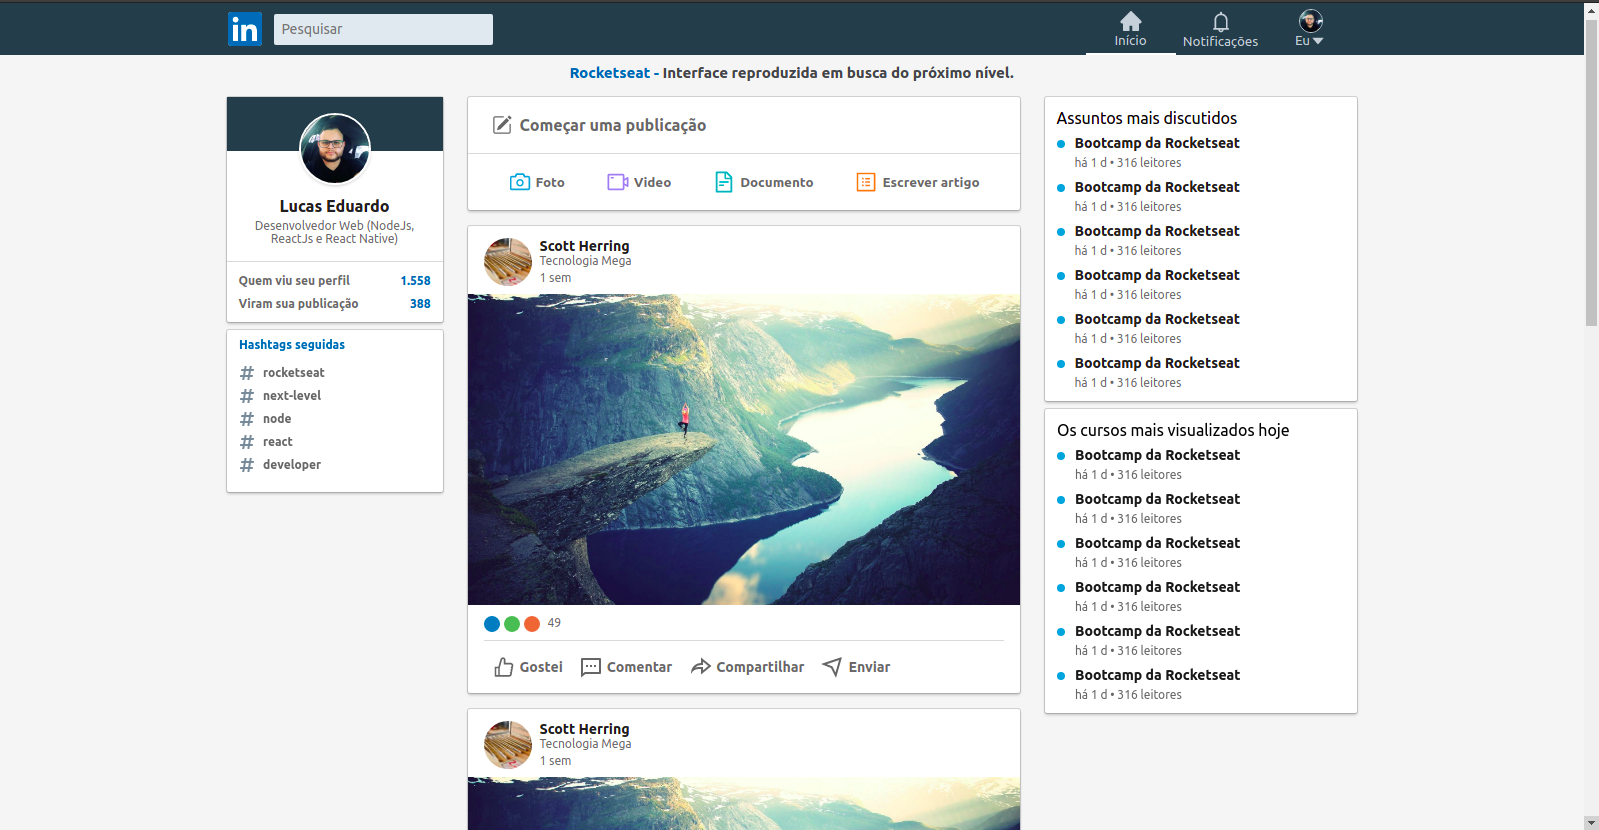 in
Pesquisar
Início
Notificações
Eu
Rocketseat - Interface reproduzida em busca do próximo nível.
Lucas Eduardo
Desenvolvedor Web (NodeJs,
ReactJs e React Native)
Quem viu seu perfil 1.558
Viram sua publicação 388
Hashtags seguidas
# rocketseat
# next-level
# node
# react
# developer
Começar uma publicação
Foto
Video
Documento
Escrever artigo
Scott Herring
Tecnologia Mega
1 sem
49
Gostei
Comentar
Compartilhar
Enviar
Scott Herring
Tecnologia Mega
1 sem
Assuntos mais discutidos
Bootcamp da Rocketseat
há 1 d • 316 leitores
Bootcamp da Rocketseat
há 1 d • 316 leitores
Bootcamp da Rocketseat
há 1 d • 316 leitores
Bootcamp da Rocketseat
há 1 d • 316 leitores
Bootcamp da Rocketseat
há 1 d • 316 leitores
Bootcamp da Rocketseat
há 1 d • 316 leitores
Os cursos mais visualizados hoje
Bootcamp da Rocketseat
há 1 d • 316 leitores
Bootcamp da Rocketseat
há 1 d • 316 leitores
Bootcamp da Rocketseat
há 1 d • 316 leitores
Bootcamp da Rocketseat
há 1 d • 316 leitores
Bootcamp da Rocketseat
há 1 d • 316 leitores
Bootcamp da Rocketseat
há 1 d • 316 leitores